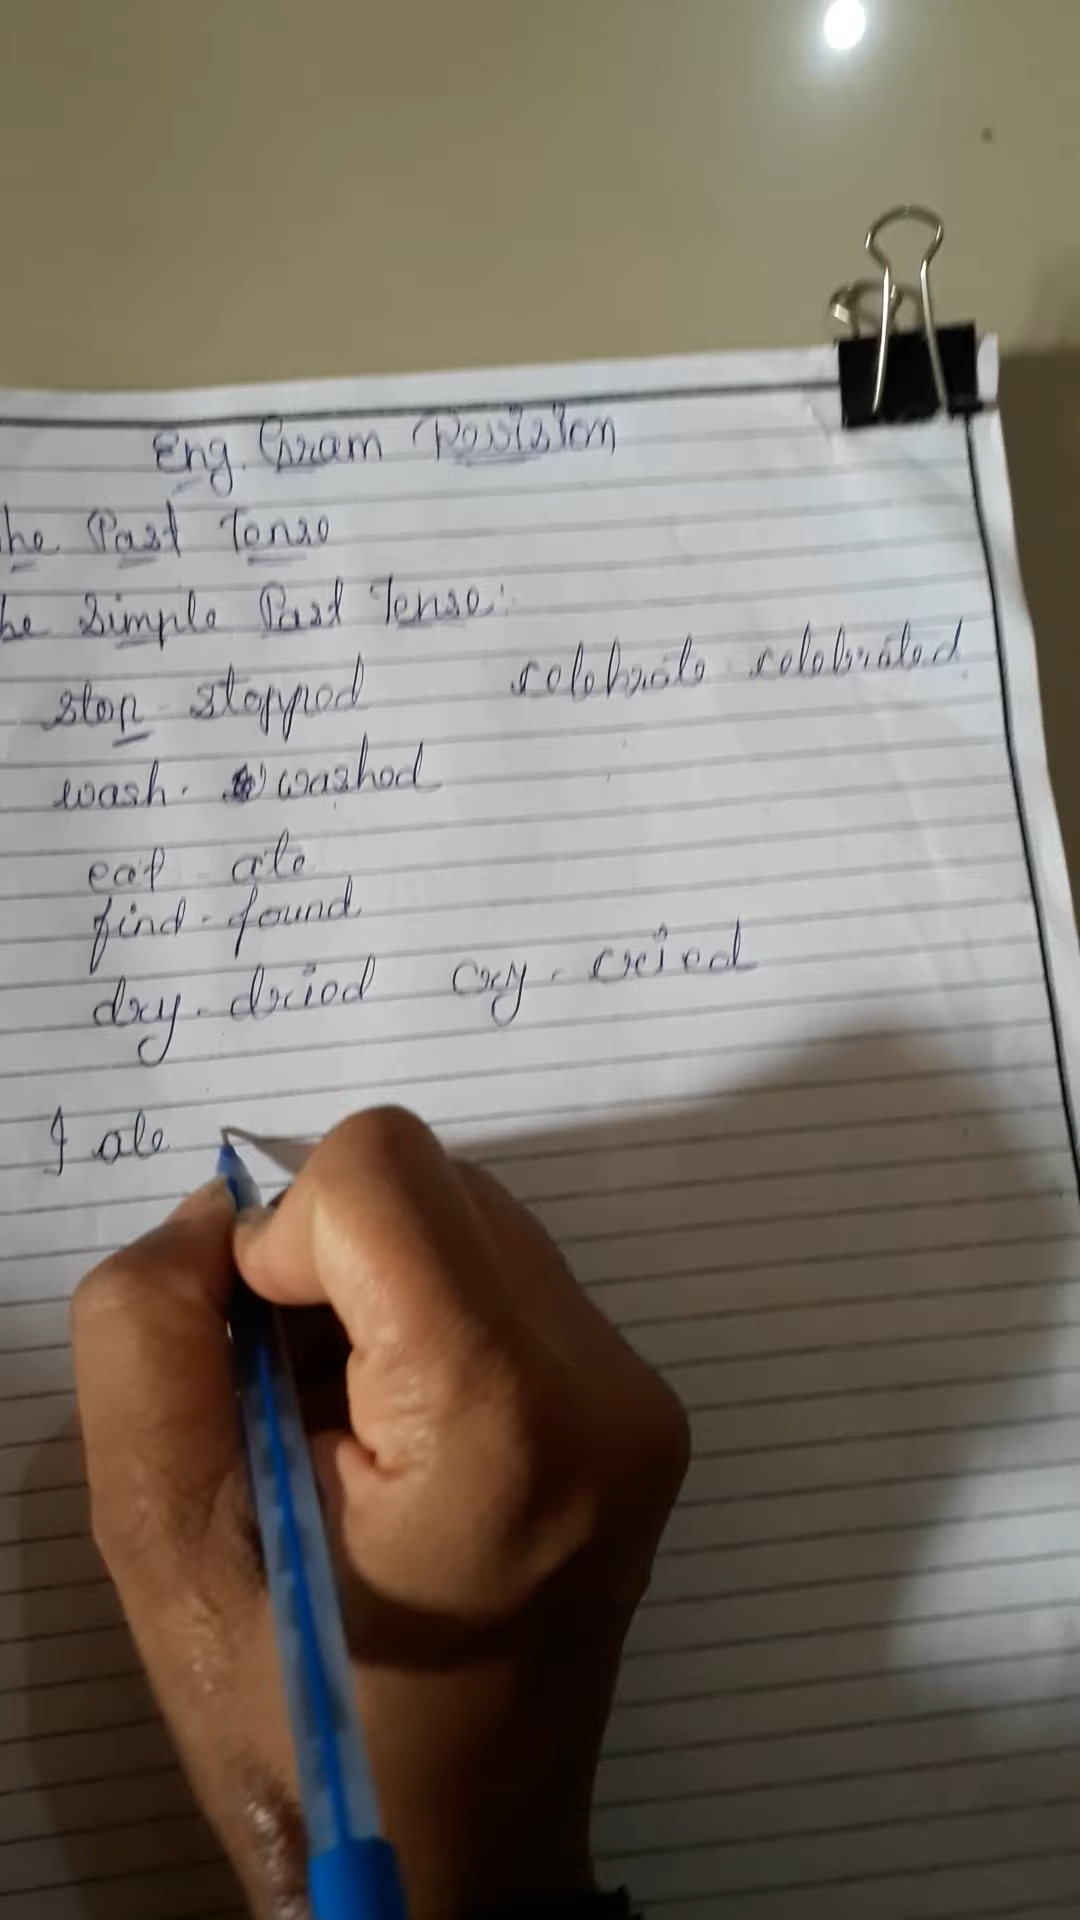 Eng. Gram Revision
he Past Tense
he Simple Past Tense:
stop - stopped celebrate - celebrated.
wash - washed
eat - ate
find - found
dry - dried cry - cried
I ate